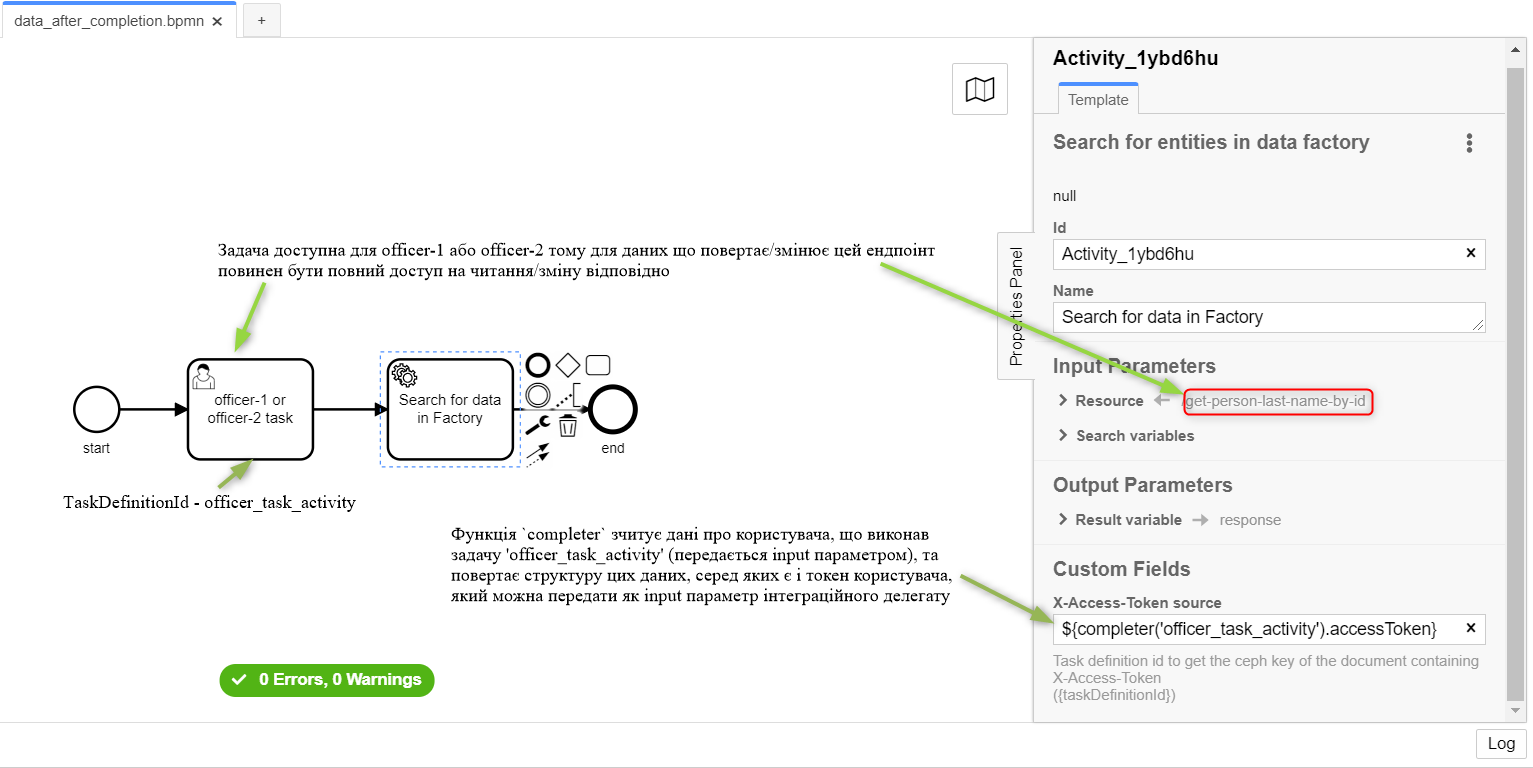 data_after_completion.bpmn ×
+
Activity_1ybd6hu
Template
Search for entities in data factory
null
Id
Activity_1ybd6hu ×
Name
Search for data in Factory
Properties Panel
Input Parameters
Resource ← /get-person-last-name-by-id
Search variables
Output Parameters
Result variable → response
Custom Fields
X-Access-Token source
${completer('officer_task_activity').accessToken} ×
Task definition id to get the ceph key of the document containing
X-Access-Token
({taskDefinitionId})
Задача доступна для officer-1 або officer-2 тому для даних що повертає/змінює цей ендпоінт
повинен бути повний доступ на читання/зміну відповідно
start
officer-1 or
officer-2 task
Search for data
in Factory
end
TaskDefinitionId - officer_task_activity
Функція `completer` зчитує дані про користувача, що виконав
задачу 'officer_task_activity' (передається input параметром), та
повертає структуру цих даних, серед яких є і токен користувача,
який можна передати як input параметр інтеграційного делегату
0 Errors, 0 Warnings
Log